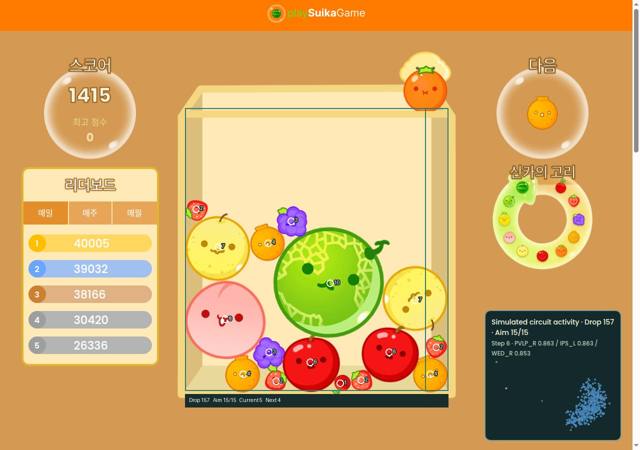 playSuikaGame
스코어
1415
최고 점수
0
리더보드
매일
매주
매월
1 40005
2 39032
3 38166
4 30420
5 26336
다음
신카의 고리
Simulated circuit activity · Drop 157
· Aim 15/15
Step 6 · PVLP_R 0.863 / IPS_L 0.863 /
WED_R 0.853
Drop 157 Aim 15/15 Current 5 Next 4